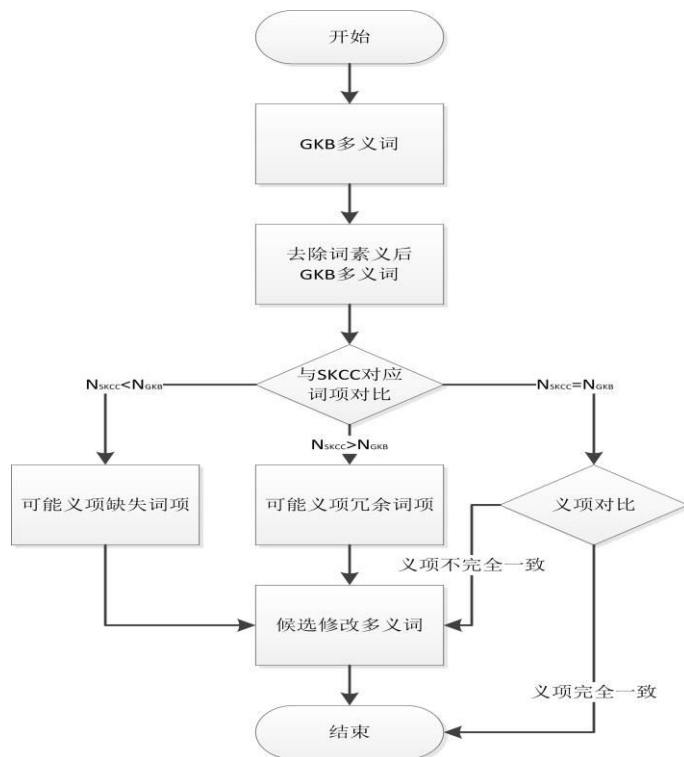 开始
GKB多义词
去除词素义后
GKB多义词
与SKCC对应
词项对比
NSKCC<NGKB
NSKCC=NGKB
NSKCC>NGKB
可能义项缺失词项
可能义项冗余词项
义项对比
义项不完全一致
候选修改多义词
义项完全一致
结束